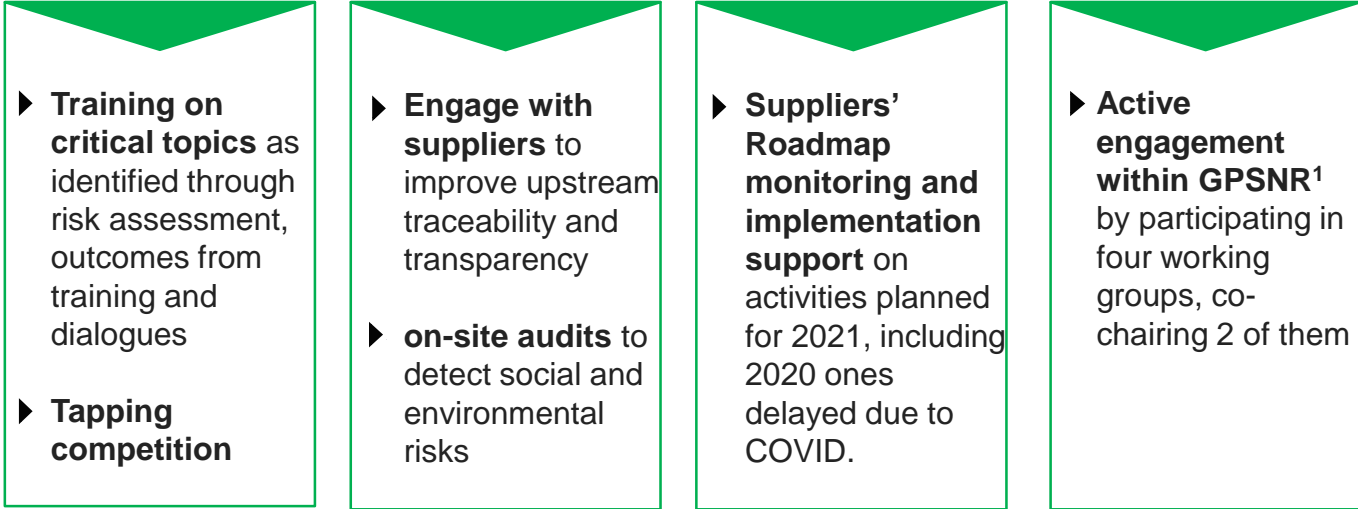 Training on
critical topics as
identified through
risk assessment,
outcomes from
training and
dialogues
Tapping
competition
Engage with
suppliers to
improve upstream
traceability and
transparency
on-site audits to
detect social and
environmental
risks
Suppliers’
Roadmap
monitoring and
implementation
support on
activities planned
for 2021, including
2020 ones
delayed due to
COVID.
Active
engagement
within GPSNR¹
by participating in
four working
groups, co-
chairing 2 of them